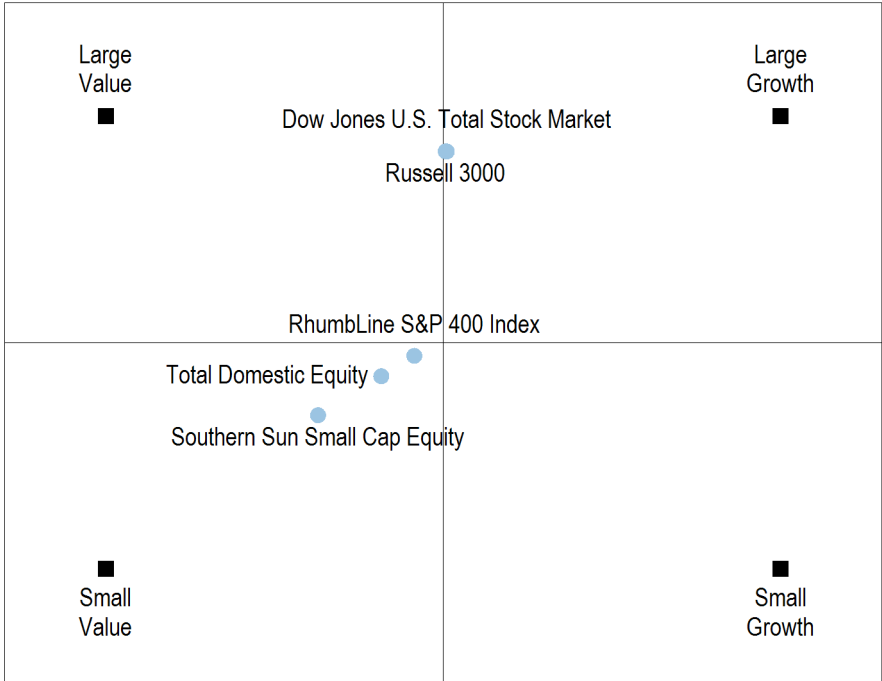 Large
Value
Large
Growth
Dow Jones U.S. Total Stock Market
Russell 3000
RhumbLine S&P 400 Index
Total Domestic Equity
Southern Sun Small Cap Equity
Small
Value
Small
Growth